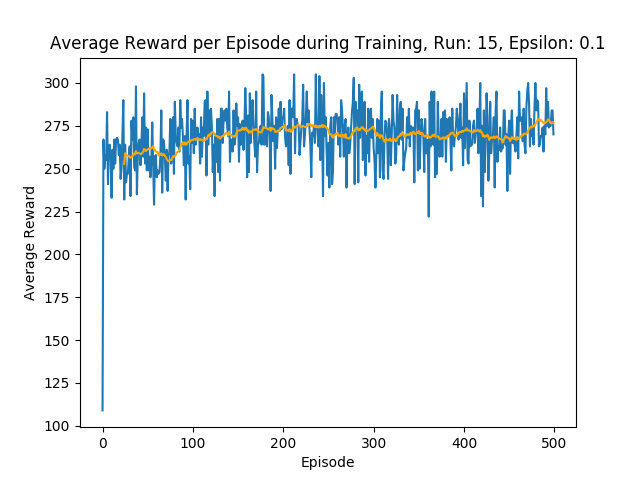 Average Reward per Episode during Training, Run: 15, Epsilon: 0.1
300
275
250
225
200
175
150
125
100
Average Reward
0 100 200 300 400 500
Episode